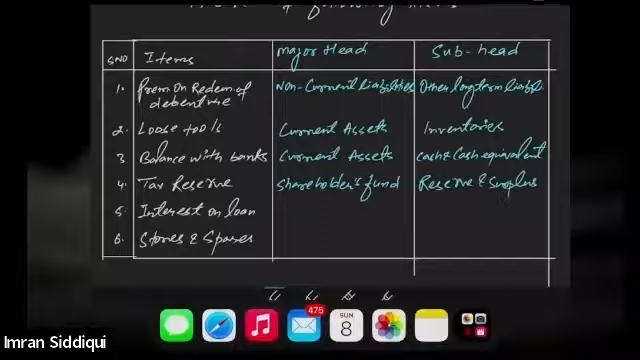 SNO Items Major Head Sub-head
1. Prem On Redem. of debenture Non-Current Liabilities Other long term Liabili.
2. Loose tools Current Assets Inventories
3 Balance with banks Current Assets Cash & Cash equivalent
4. Tax Reserve Shareholder's fund Reserve & Surplus
5. Interest on loan
6. Stores & Spares
475
SUN
8
Imran Siddiqui